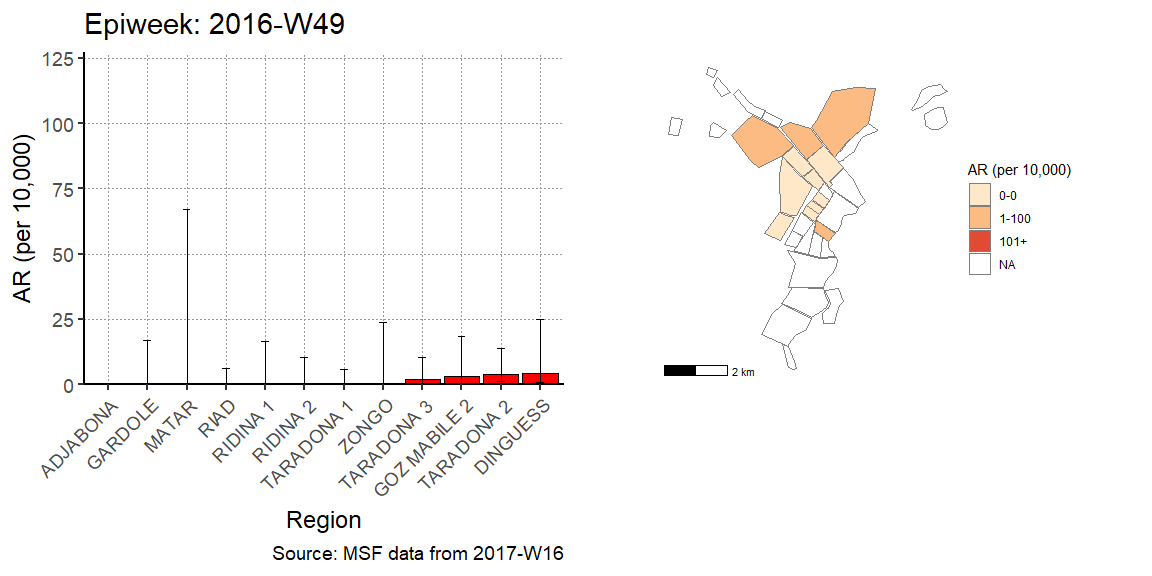 Epiweek: 2016-W49
AR (per 10,000)
125
100
75
50
25
0
ADJABONA
GARDOLE
MATAR
RIAD
RIDINA 1
RIDINA 2
TARADONA 1
ZONGO
TARADONA 3
GOZ MABILE 2
TARADONA 2
DINGUESS
Region
Source: MSF data from 2017-W16
AR (per 10,000)
0-0
1-100
101+
NA
2 km